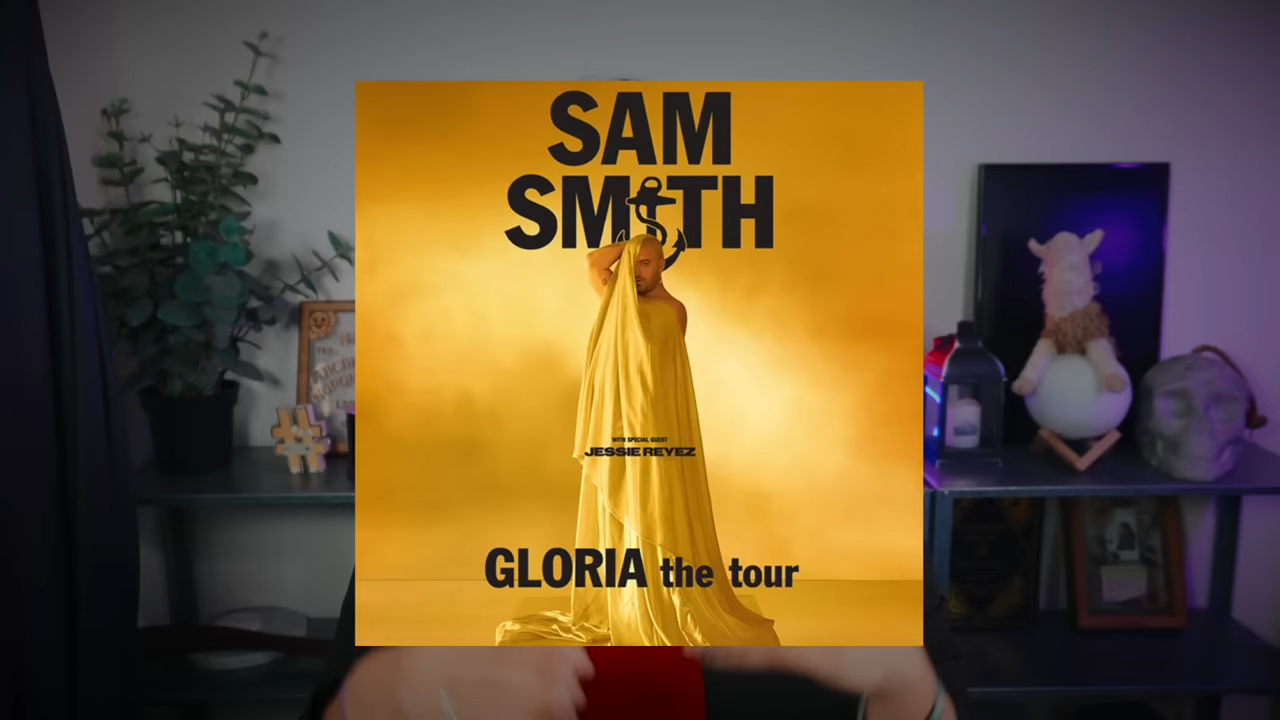 SAM
SMITH
WITH SPECIAL GUEST
JESSIE REYEZ
GLORIA the tour
#